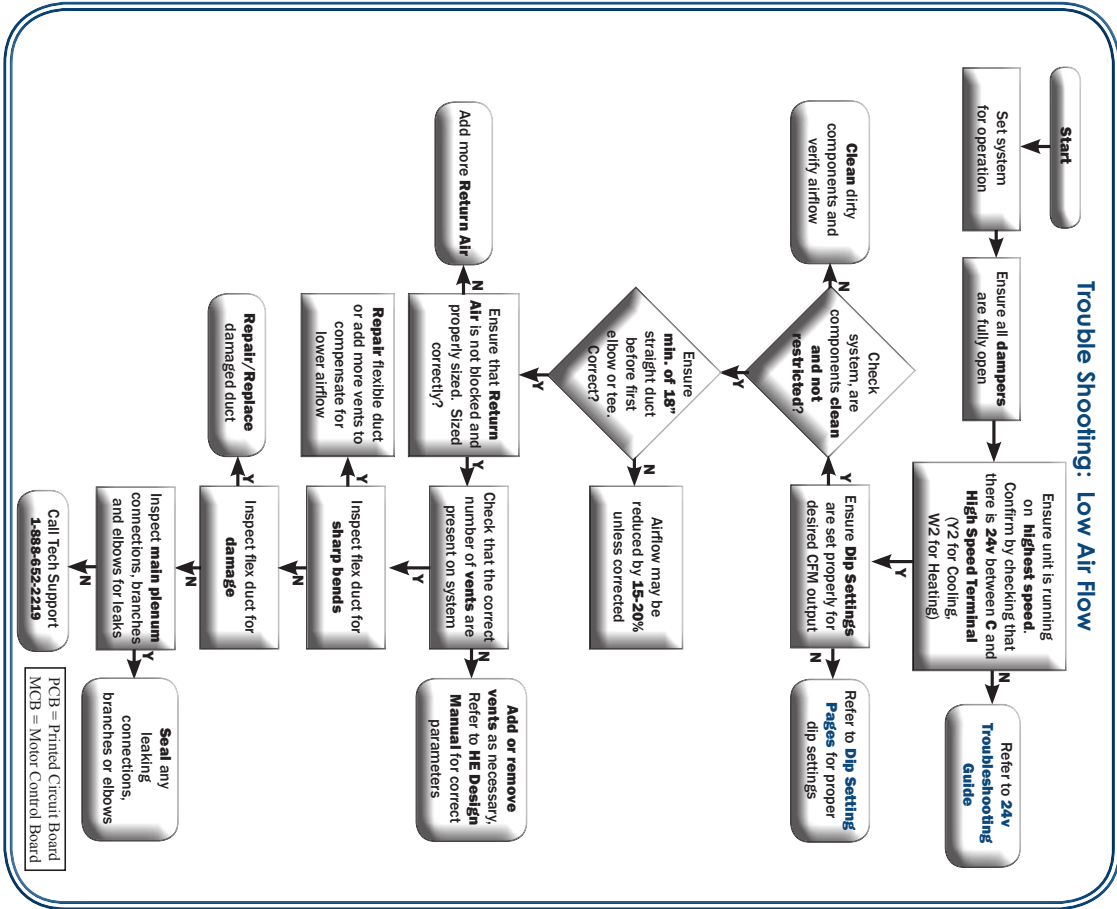 Trouble Shooting: Low Air Flow
Start
Set system
for operation
Ensure all dampers
are fully open
Ensure unit is running
on highest speed.
Confirm by checking that
there is 24v between C and
High Speed Terminal
(Y2 for Cooling,
W2 for Heating)
N
Refer to 24v
Troubleshooting
Guide
Y
Ensure Dip Settings
are set properly for
desired CFM output
N
Refer to Dip Setting
Pages for proper
dip settings
Y
Check
system, are
components clean
and not
restricted?
N
Clean dirty
components and
verify airflow
Y
Ensure
min. of 18”
straight duct
before first
elbow or tee.
Correct?
N
Airflow may be
reduced by 15-20%
unless corrected
Y
Ensure that Return
Air is not blocked and
properly sized. Sized
correctly?
N
Add more Return Air
Y
Check that the correct
number of vents are
present on system
N
Add or remove
vents as necessary,
Refer to HE Design
Manual for correct
parameters
Y
Inspect flex duct for
sharp bends
Y
Repair flexible duct
or add more vents to
compensate for
lower airflow
N
Inspect flex duct for
damage
Y
Repair/Replace
damaged duct
N
Inspect main plenum
connections, branches
and elbows for leaks
Y
Seal any
leaking
connections,
branches or elbows
N
Call Tech Support
1-888-652-2219
PCB = Printed Circuit Board
MCB = Motor Control Board